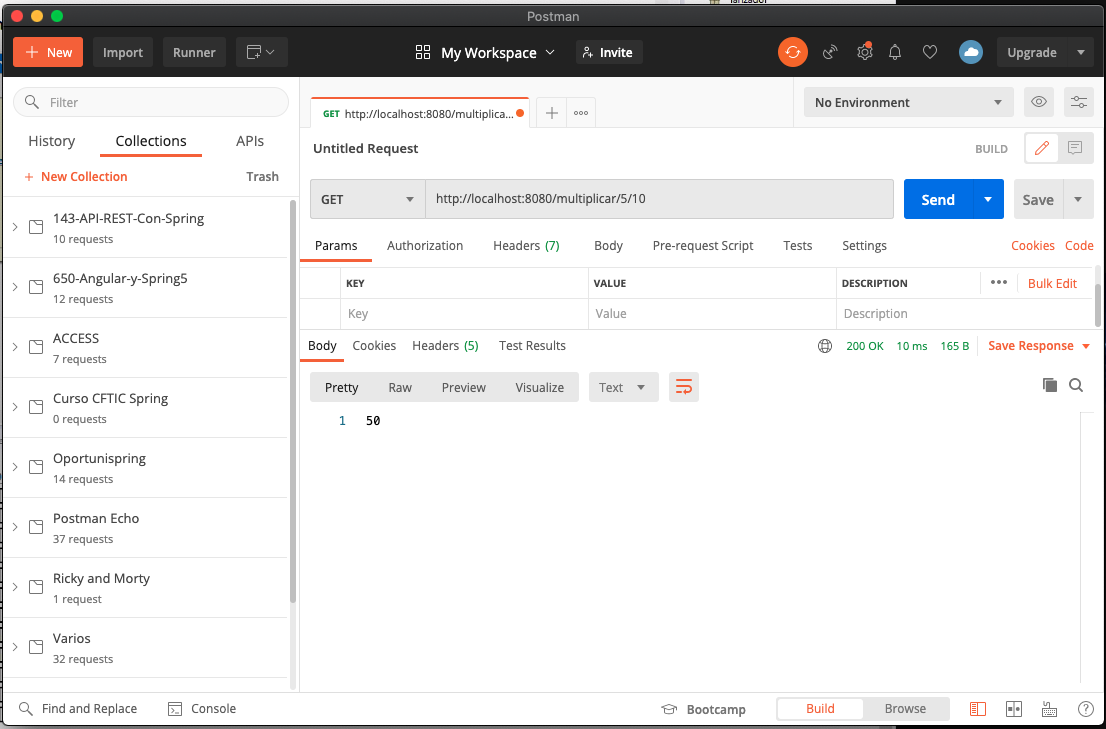 lanzador
Postman
New
Import
Runner
My Workspace
Invite
Upgrade
Filter
History
Collections
APIs
+ New Collection
Trash
143-API-REST-Con-Spring
10 requests
650-Angular-y-Spring5
12 requests
ACCESS
7 requests
Curso CFTIC Spring
0 requests
Oportunispring
14 requests
Postman Echo
37 requests
Ricky and Morty
1 request
Varios
32 requests
GET http://localhost:8080/multiplica...
No Environment
Untitled Request
BUILD
GET
http://localhost:8080/multiplicar/5/10
Send
Save
Params
Authorization
Headers (7)
Body
Pre-request Script
Tests
Settings
Cookies
Code
KEY
VALUE
DESCRIPTION
Bulk Edit
Key
Value
Description
Body
Cookies
Headers (5)
Test Results
200 OK
10 ms
165 B
Save Response
Pretty
Raw
Preview
Visualize
Text
1 50
Find and Replace
Console
Bootcamp
Build
Browse